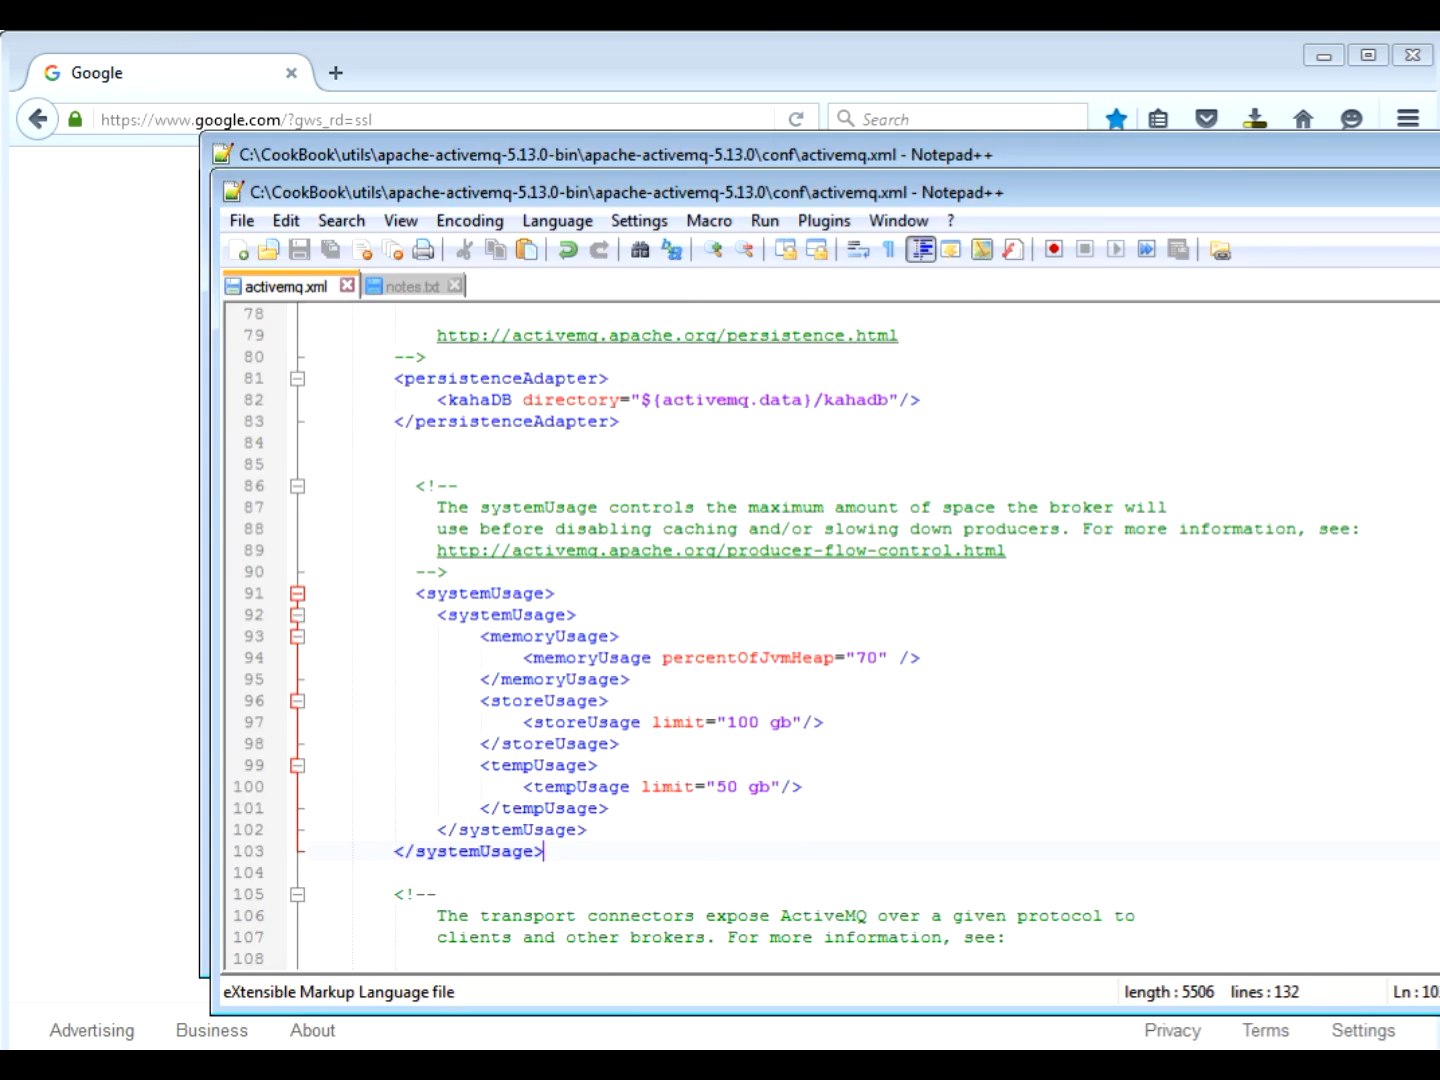 Google
https://www.google.com/?gws_rd=ssl
Search
C:\CookBook\utils\apache-activemq-5.13.0-bin\apache-activemq-5.13.0\conf\activemq.xml - Notepad++
C:\CookBook\utils\apache-activemq-5.13.0-bin\apache-activemq-5.13.0\conf\activemq.xml - Notepad++
File Edit Search View Encoding Language Settings Macro Run Plugins Window ?
activemq.xml notes.txt
78
79 http://activemq.apache.org/persistence.html
80 -->
81 <persistenceAdapter>
82 <kahaDB directory="${activemq.data}/kahadb"/>
83 </persistenceAdapter>
84
85
86 <!--
87 The systemUsage controls the maximum amount of space the broker will
88 use before disabling caching and/or slowing down producers. For more information, see:
89 http://activemq.apache.org/producer-flow-control.html
90 -->
91 <systemUsage>
92 <systemUsage>
93 <memoryUsage>
94 <memoryUsage percentOfJvmHeap="70" />
95 </memoryUsage>
96 <storeUsage>
97 <storeUsage limit="100 gb"/>
98 </storeUsage>
99 <tempUsage>
100 <tempUsage limit="50 gb"/>
101 </tempUsage>
102 </systemUsage>
103 </systemUsage>
104
105 <!--
106 The transport connectors expose ActiveMQ over a given protocol to
107 clients and other brokers. For more information, see:
108
eXtensible Markup Language file length : 5506 lines : 132 Ln : 10
Advertising Business About Privacy Terms Settings